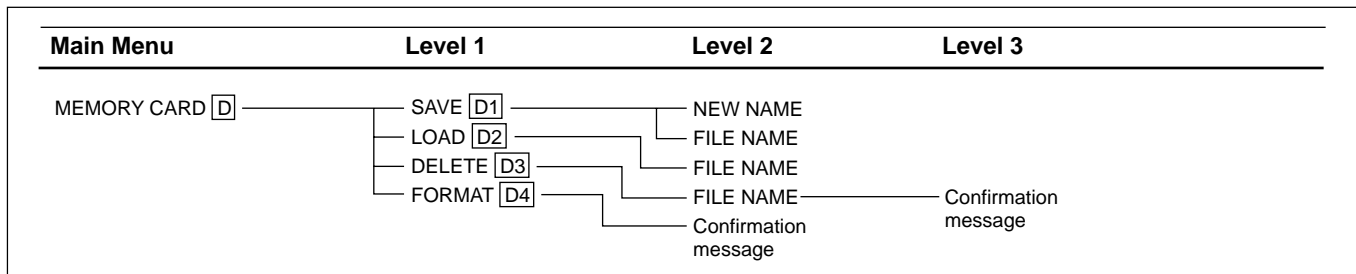 Main Menu Level 1 Level 2 Level 3
MEMORY CARD D SAVE D1 NEW NAME
LOAD D2 FILE NAME
DELETE D3 FILE NAME
FORMAT D4 FILE NAME Confirmation
message
Confirmation
message